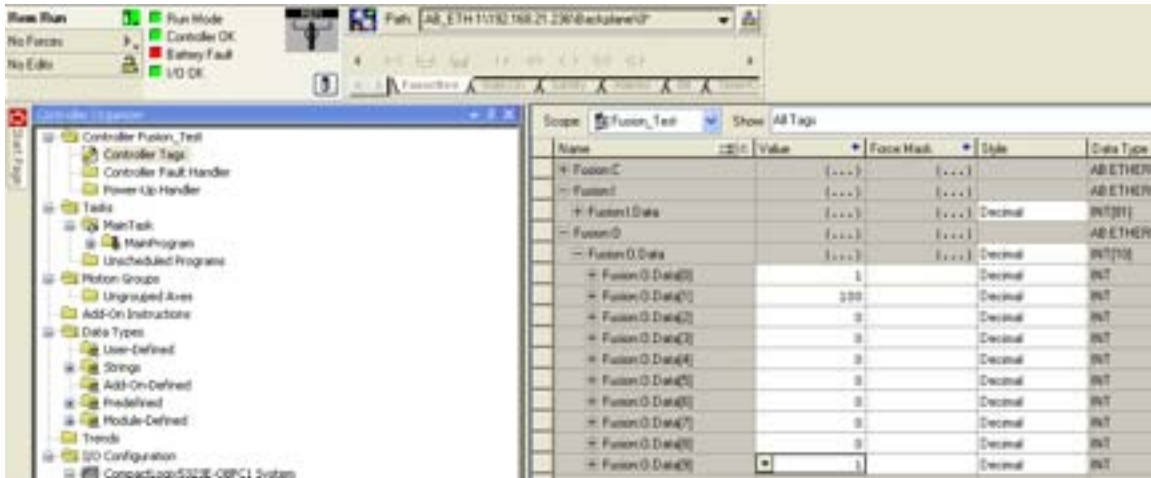 Rem Run
Run Mode
Path: AB_ETH-1\192.168.21.236\Backplane\0*
No Forces
Controller OK
Battery Fault
No Edits
I/O OK
Favorites
Start Page
Controller Organizer
Scope: Fusion_Test Show: All Tags
Controller Fusion_Test
Controller Tags
Controller Fault Handler
Power-Up Handler
Tasks
MainTask
MainProgram
Unscheduled Programs
Motion Groups
Ungrouped Axes
Add-On Instructions
Data Types
User-Defined
Strings
Add-On-Defined
Predefined
Module-Defined
Trends
I/O Configuration
Name Value Force Mask Style Data Type
+ Fusion:C {...} {...} AB:ETHER
- Fusion:I {...} {...} AB:ETHER
+ Fusion:I.Data {...} {...} Decimal
- Fusion:O {...} {...} AB:ETHER
- Fusion:O.Data {...} {...} Decimal INT[10]
+ Fusion:O.Data[0] 1 Decimal INT
+ Fusion:O.Data[1] 100 Decimal INT
+ Fusion:O.Data[2] 0 Decimal INT
+ Fusion:O.Data[3] 0 Decimal INT
+ Fusion:O.Data[4] 0 Decimal INT
+ Fusion:O.Data[5] 0 Decimal INT
+ Fusion:O.Data[6] 0 Decimal INT
+ Fusion:O.Data[7] 0 Decimal INT
+ Fusion:O.Data[8] 0 Decimal INT
+ Fusion:O.Data[9] 1 Decimal INT